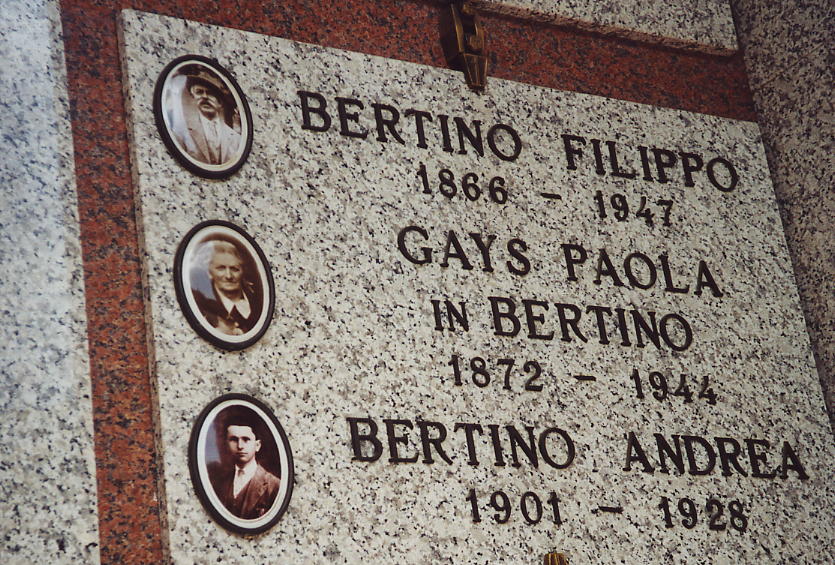 BERTINO FILIPPO
1866 - 1947
GAYS PAOLA
IN BERTINO
1872 - 1944
BERTINO ANDREA
1901 - 1928